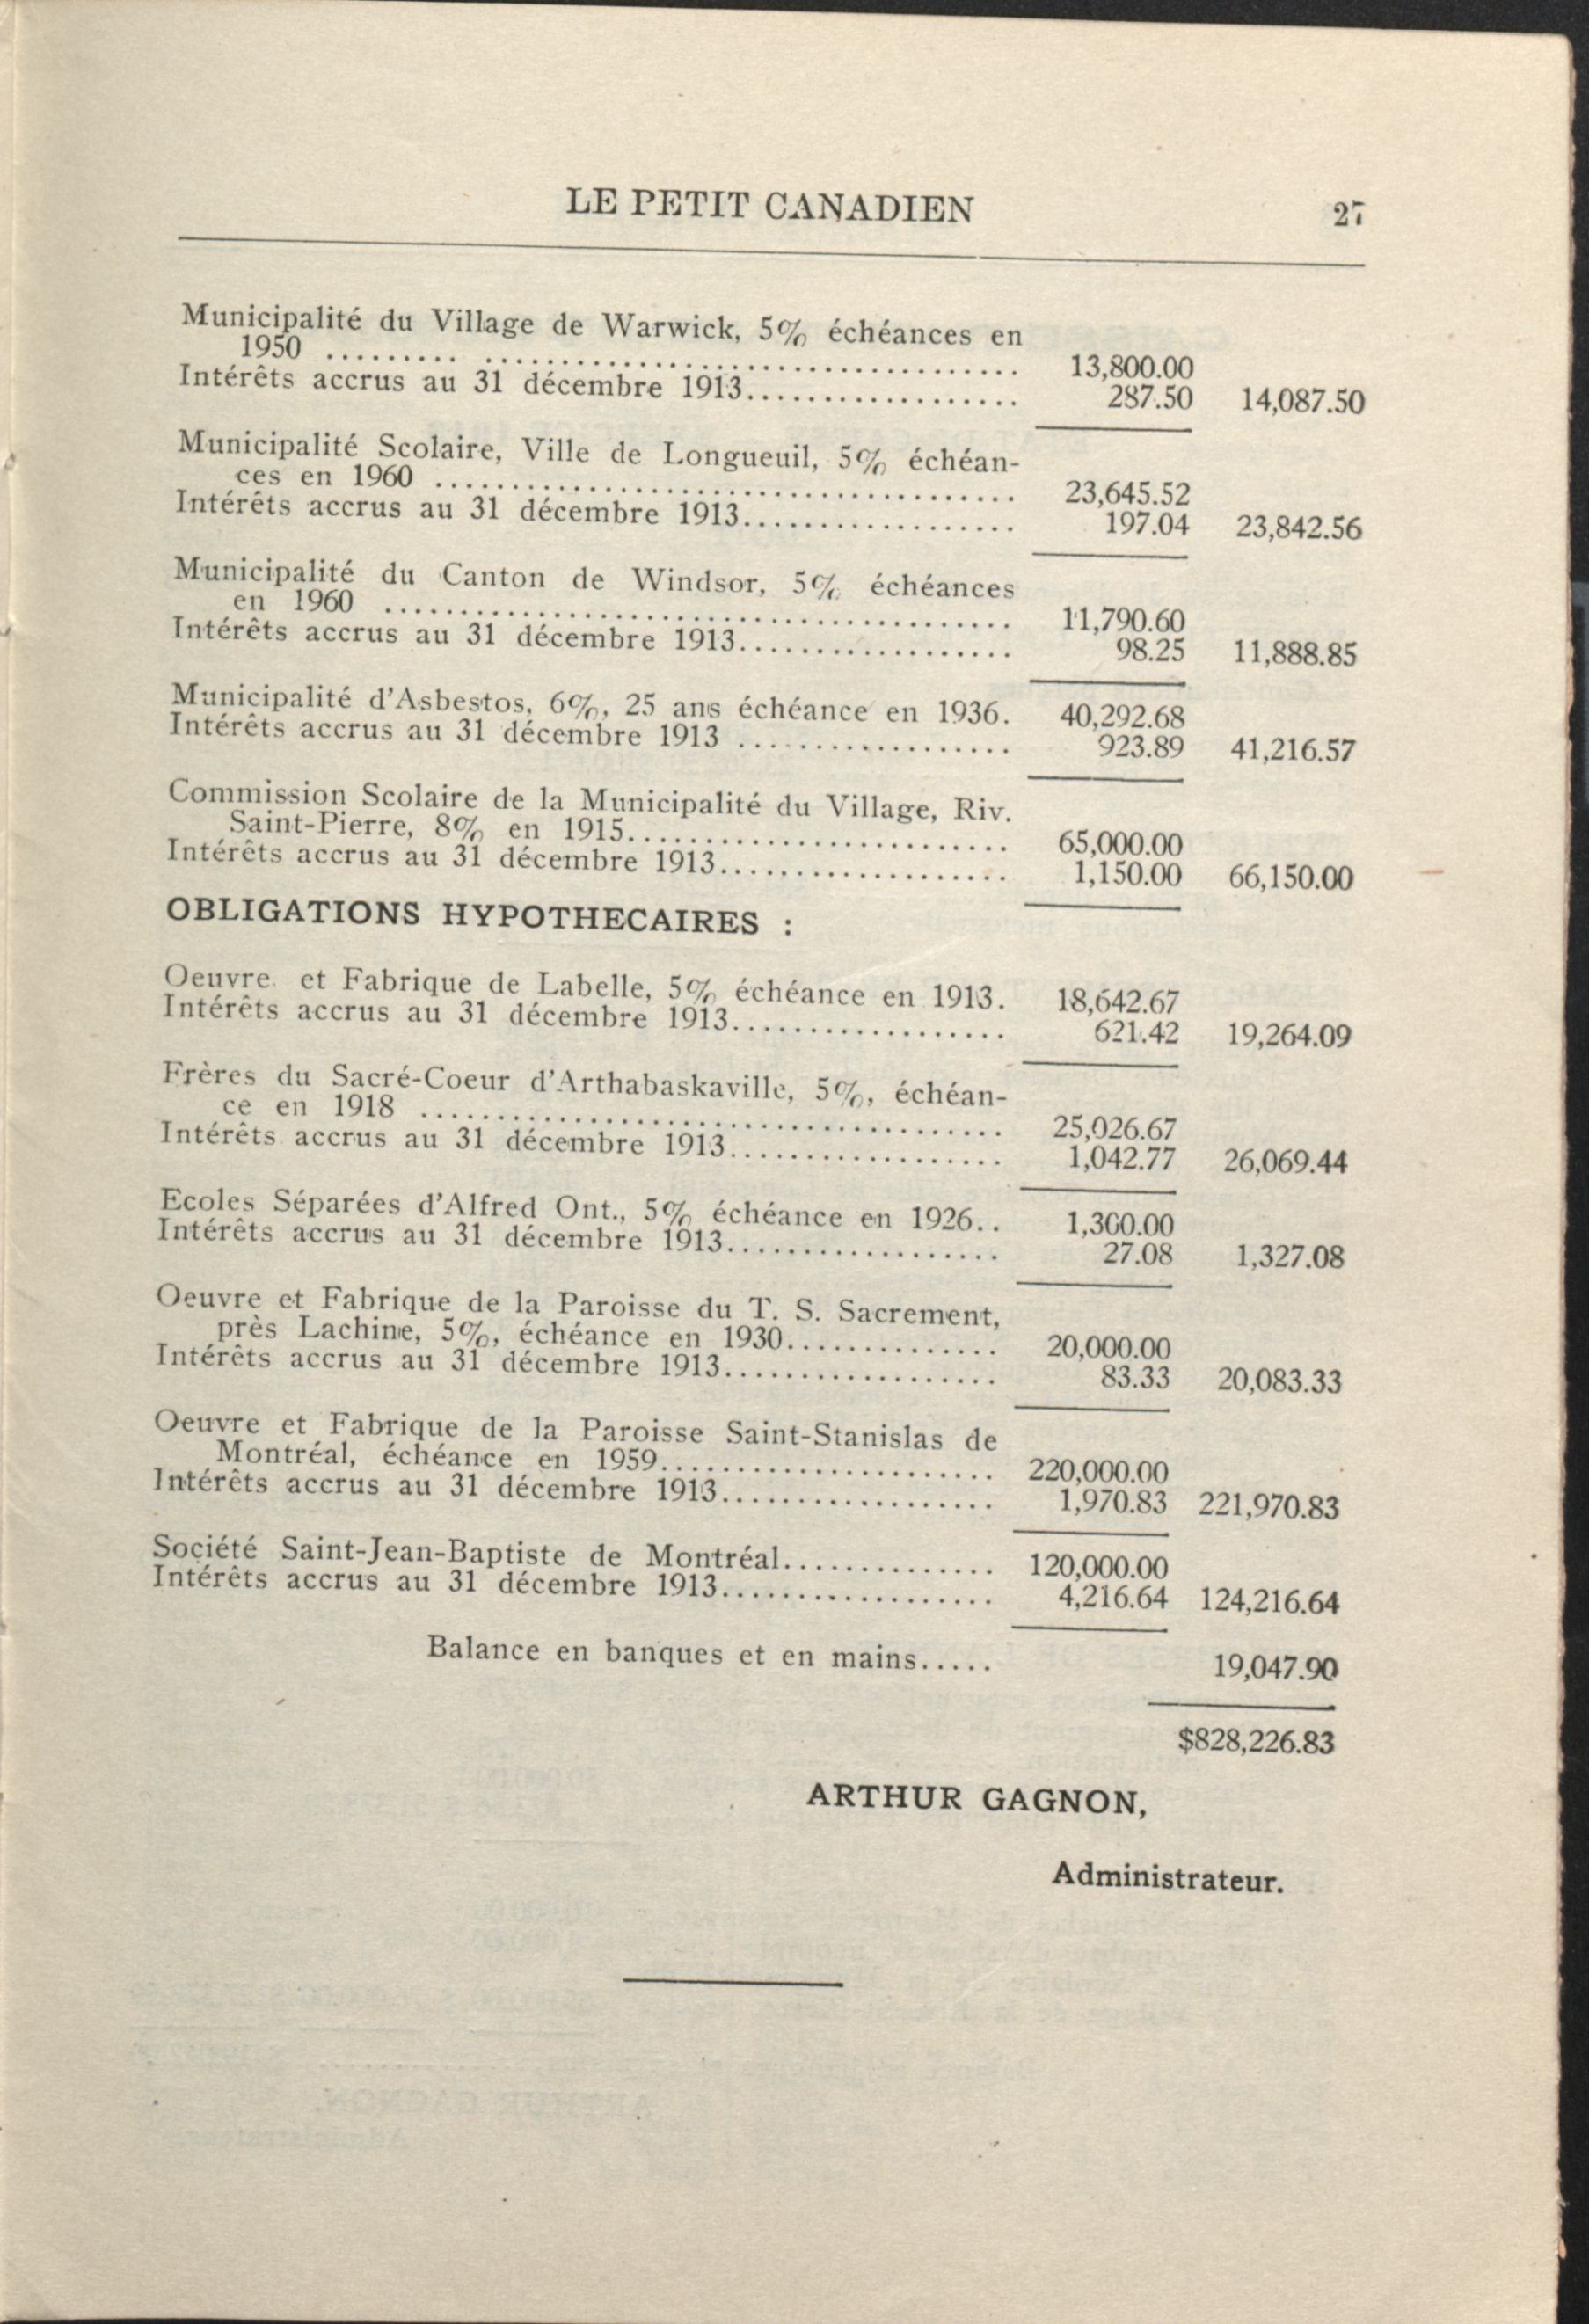 LE PETIT CANADIEN 27
Municipalité du Village de Warwick, 5% échéances en
1950 ......... ................................... 13,800.00
Intérêts accrus au 31 décembre 1913.................. 287.50 14,087.50
Municipalité Scolaire, Ville de Longueuil, 5% échéan-
ces en 1960 ...................................... 23,645.52
Intérêts accrus au 31 décembre 1913.................. 197.04 23,842.56
Municipalité du Canton de Windsor, 5% échéances
en 1960 ......................................... 11,790.60
Intérêts accrus au 31 décembre 1913.................. 98.25 11,888.85
Municipalité d'Asbestos, 6%, 25 ans échéance en 1936. 40,292.68
Intérêts accrus au 31 décembre 1913 .................. 923.89 41,216.57
Commission Scolaire de la Municipalité du Village, Riv.
Saint-Pierre, 8% en 1915......................... 65,000.00
Intérêts accrus au 31 décembre 1913................... 1,150.00 66,150.00
OBLIGATIONS HYPOTHECAIRES :
Oeuvre et Fabrique de Labelle, 5% échéance en 1913. 18,642.67
Intérêts accrus au 31 décembre 1913.................. 621.42 19,264.09
Frères du Sacré-Coeur d'Arthabaskaville, 5%, échéan-
ce en 1918 ...................................... 25,026.67
Intérêts accrus au 31 décembre 1913.................. 1,042.77 26,069.44
Ecoles Séparées d'Alfred Ont., 5% échéance en 1926.. 1,300.00
Intérêts accrus au 31 décembre 1913.................. 27.08 1,327.08
Oeuvre et Fabrique de la Paroisse du T. S. Sacrement,
près Lachine, 5%, échéance en 1930.............. 20,000.00
Intérêts accrus au 31 décembre 1913.................. 83.33 20,083.33
Oeuvre et Fabrique de la Paroisse Saint-Stanislas de
Montréal, échéance en 1959...................... 220,000.00
Intérêts accrus au 31 décembre 1913.................. 1,970.83 221,970.83
Société Saint-Jean-Baptiste de Montréal.............. 120,000.00
Intérêts accrus au 31 décembre 1913.................. 4,216.64 124,216.64
Balance en banques et en mains..... 19,047.90
$828,226.83
ARTHUR GAGNON,
Administrateur.